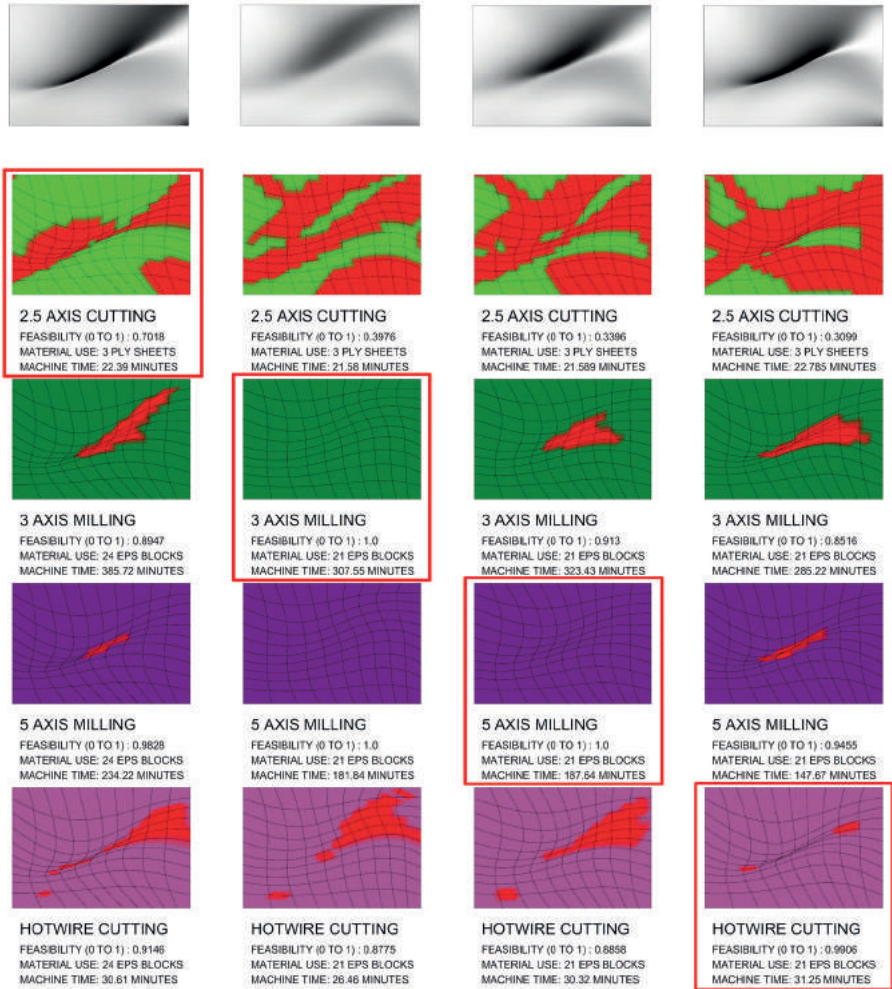 2.5 AXIS CUTTING
FEASIBILITY (0 TO 1) : 0.7018
MATERIAL USE: 3 PLY SHEETS
MACHINE TIME: 22.39 MINUTES
2.5 AXIS CUTTING
FEASIBILITY (0 TO 1) : 0.3976
MATERIAL USE: 3 PLY SHEETS
MACHINE TIME: 21.58 MINUTES
2.5 AXIS CUTTING
FEASIBILITY (0 TO 1) : 0.3396
MATERIAL USE: 3 PLY SHEETS
MACHINE TIME: 21.589 MINUTES
2.5 AXIS CUTTING
FEASIBILITY (0 TO 1) : 0.3099
MATERIAL USE: 3 PLY SHEETS
MACHINE TIME: 22.785 MINUTES
3 AXIS MILLING
FEASIBILITY (0 TO 1) : 0.8947
MATERIAL USE: 24 EPS BLOCKS
MACHINE TIME: 385.72 MINUTES
3 AXIS MILLING
FEASIBILITY (0 TO 1) : 1.0
MATERIAL USE: 21 EPS BLOCKS
MACHINE TIME: 307.55 MINUTES
3 AXIS MILLING
FEASIBILITY (0 TO 1) : 0.913
MATERIAL USE: 21 EPS BLOCKS
MACHINE TIME: 323.43 MINUTES
3 AXIS MILLING
FEASIBILITY (0 TO 1) : 0.8516
MATERIAL USE: 21 EPS BLOCKS
MACHINE TIME: 285.22 MINUTES
5 AXIS MILLING
FEASIBILITY (0 TO 1) : 0.9828
MATERIAL USE: 24 EPS BLOCKS
MACHINE TIME: 234.22 MINUTES
5 AXIS MILLING
FEASIBILITY (0 TO 1) : 1.0
MATERIAL USE: 21 EPS BLOCKS
MACHINE TIME: 181.84 MINUTES
5 AXIS MILLING
FEASIBILITY (0 TO 1) : 1.0
MATERIAL USE: 21 EPS BLOCKS
MACHINE TIME: 187.64 MINUTES
5 AXIS MILLING
FEASIBILITY (0 TO 1) : 0.9455
MATERIAL USE: 21 EPS BLOCKS
MACHINE TIME: 147.67 MINUTES
HOTWIRE CUTTING
FEASIBILITY (0 TO 1) : 0.9146
MATERIAL USE: 24 EPS BLOCKS
MACHINE TIME: 30.61 MINUTES
HOTWIRE CUTTING
FEASIBILITY (0 TO 1) : 0.8775
MATERIAL USE: 21 EPS BLOCKS
MACHINE TIME: 26.46 MINUTES
HOTWIRE CUTTING
FEASIBILITY (0 TO 1) : 0.8858
MATERIAL USE: 21 EPS BLOCKS
MACHINE TIME: 30.32 MINUTES
HOTWIRE CUTTING
FEASIBILITY (0 TO 1) : 0.9906
MATERIAL USE: 21 EPS BLOCKS
MACHINE TIME: 31.25 MINUTES